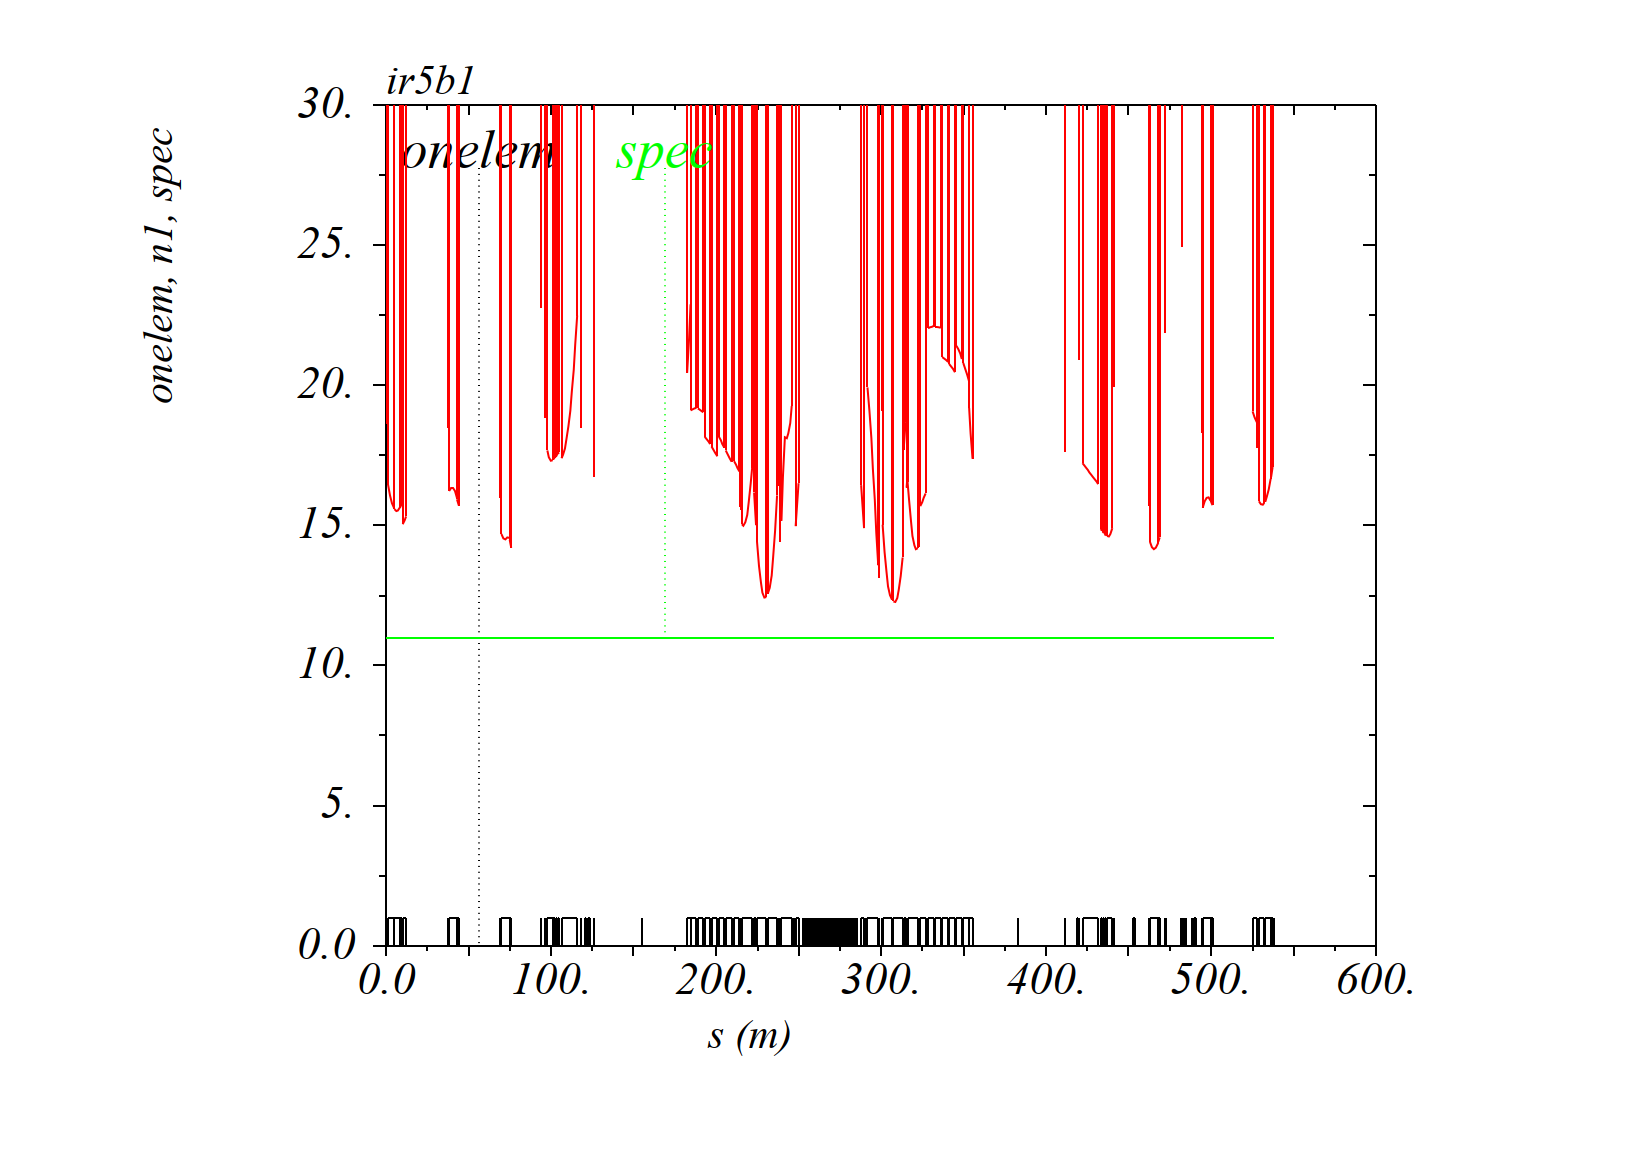 ir5b1
30.
onelem spec
25.
20.
15.
10.
5.
0.0
onelem, n1, spec
0.0 100. 200. 300. 400. 500. 600.
s (m)